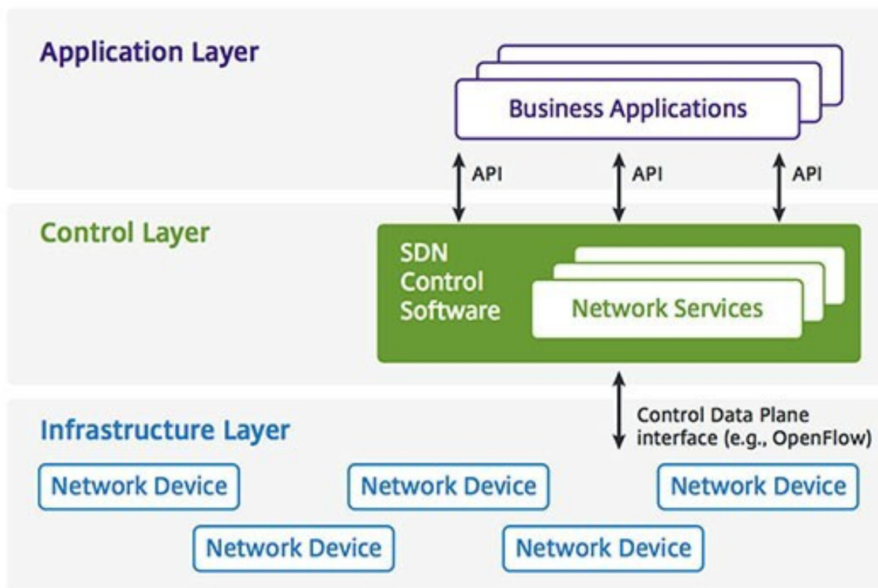 Application Layer
Business Applications
API
API
API
Control Layer
SDN
Control
Software
Network Services
Control Data Plane
interface (e.g., OpenFlow)
Infrastructure Layer
Network Device
Network Device
Network Device
Network Device
Network Device